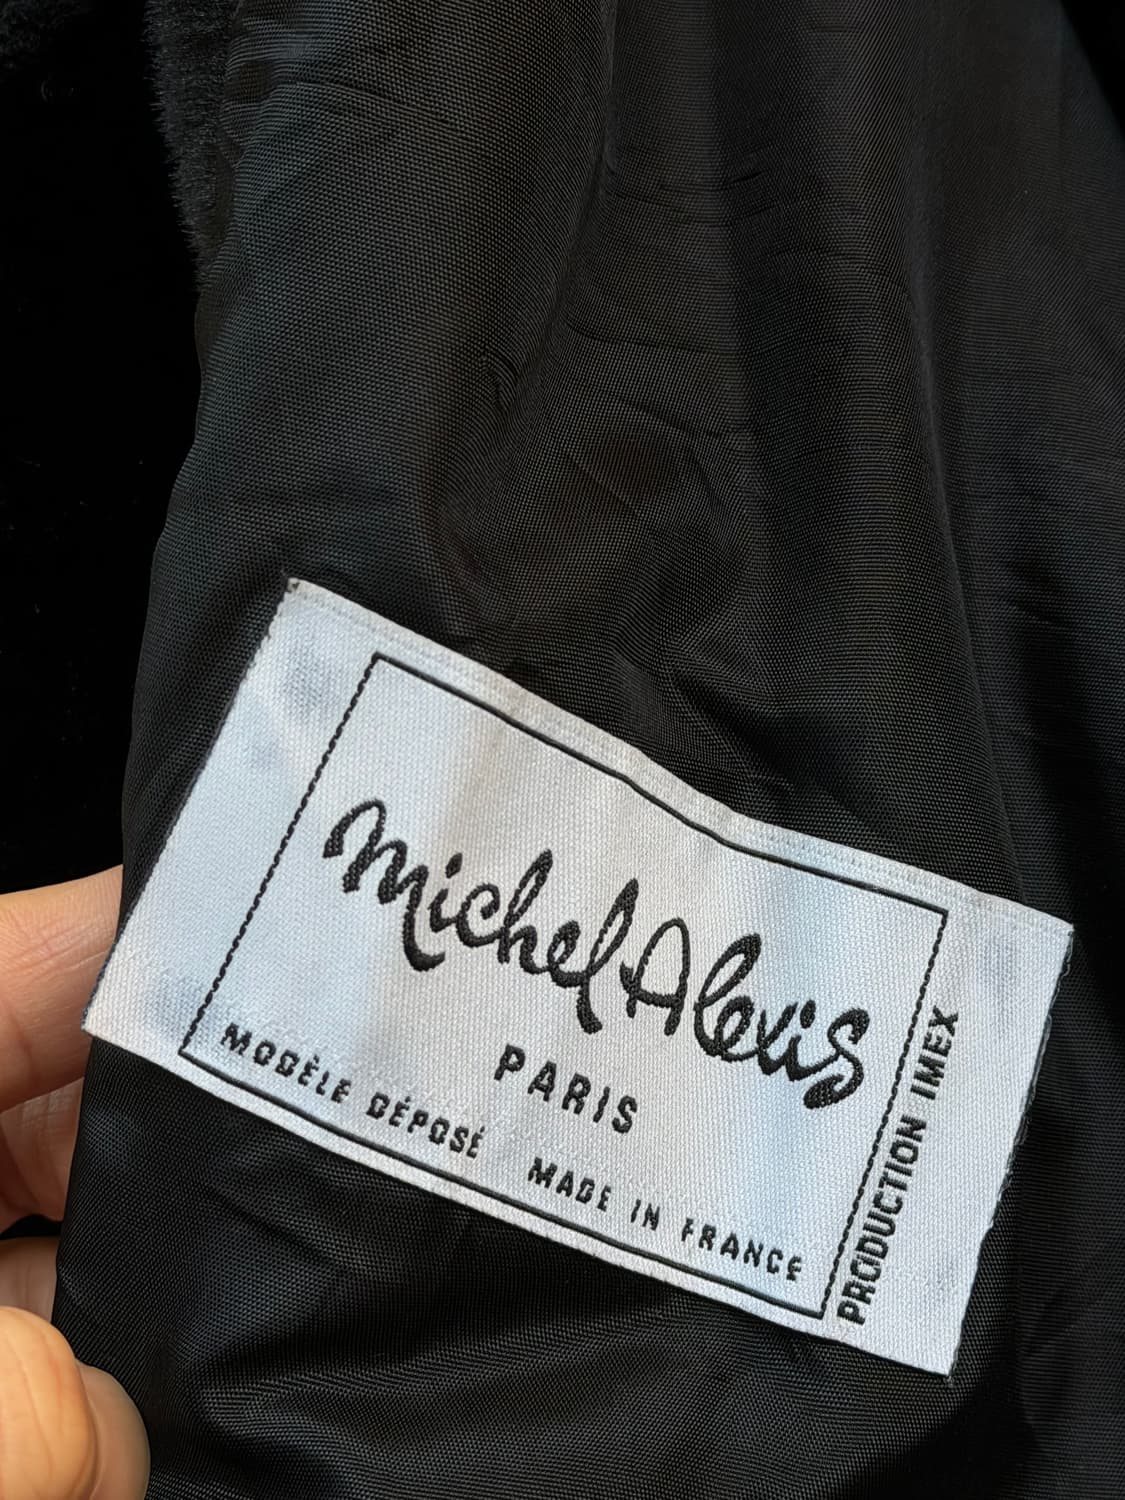 Michel Alexis
PARIS
MODÈLE DÉPOSÉ MADE IN FRANCE
PRODUCTION IMEX